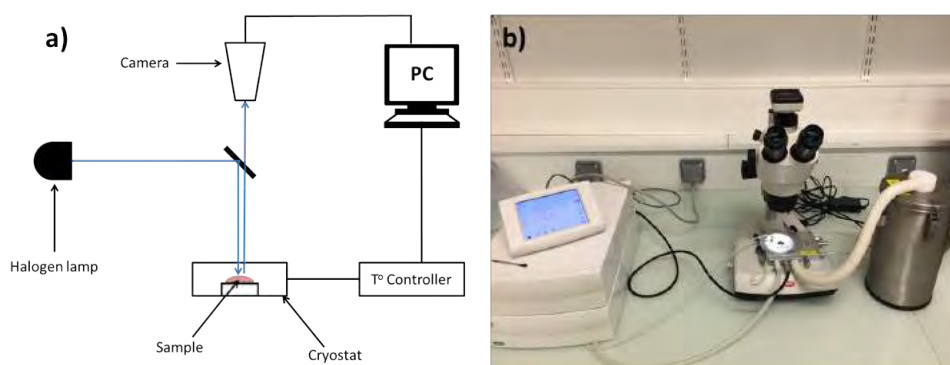 a)
Camera
PC
Halogen lamp
T° Controller
Sample
Cryostat
b)